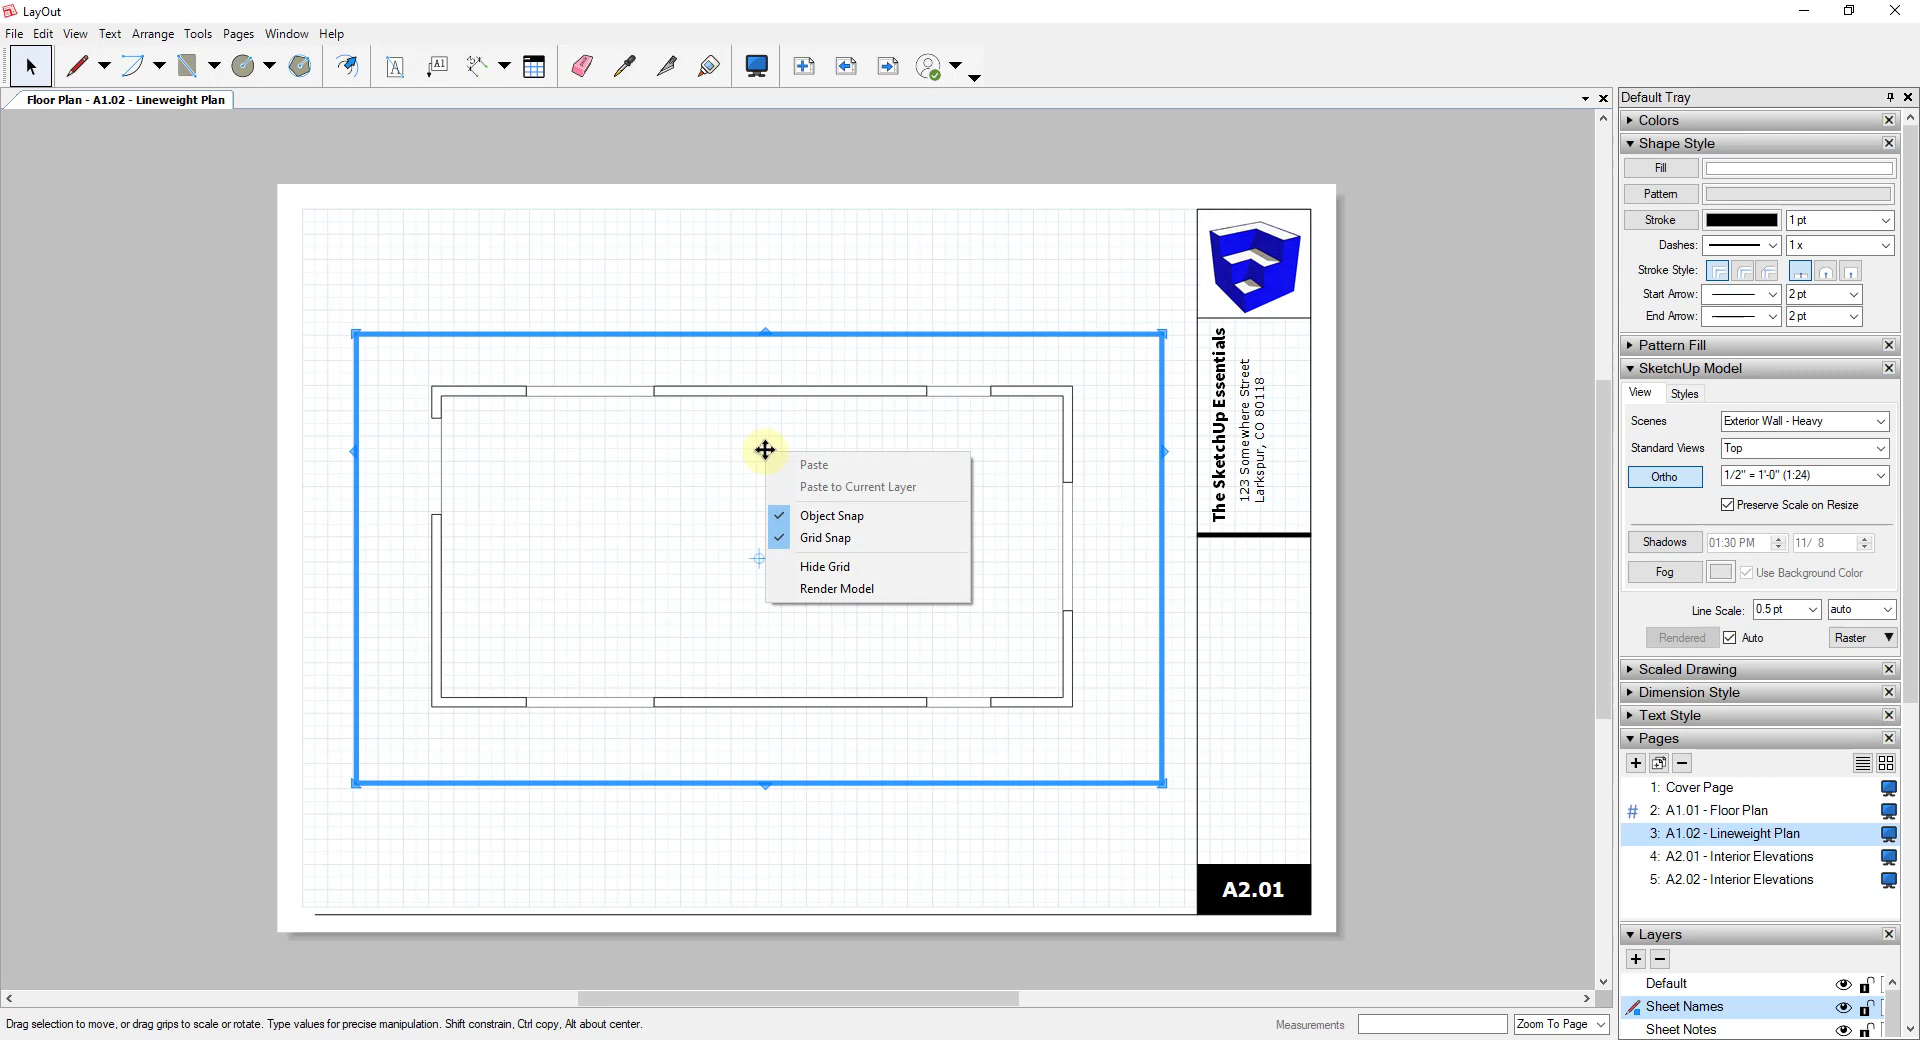 LayOut
File Edit View Text Arrange Tools Pages Window Help
A A1
Floor Plan - A1.02 - Lineweight Plan
The SketchUp Essentials
123 Somewhere Street
Larkspur, CO 80118
A2.01
Paste
Paste to Current Layer
Object Snap
Grid Snap
Hide Grid
Render Model
Default Tray
Colors
Shape Style
Fill
Pattern
Stroke 1 pt
Dashes: 1 x
Stroke Style:
Start Arrow: 2 pt
End Arrow: 2 pt
Pattern Fill
SketchUp Model
View Styles
Scenes Exterior Wall - Heavy
Standard Views Top
Ortho 1/2" = 1'-0" (1:24)
Preserve Scale on Resize
Shadows 01:30 PM 11/ 8
Fog Use Background Color
Line Scale: 0.5 pt auto
Rendered Auto Raster
Scaled Drawing
Dimension Style
Text Style
Pages
1: Cover Page
# 2: A1.01 - Floor Plan
3: A1.02 - Lineweight Plan
4: A2.01 - Interior Elevations
5: A2.02 - Interior Elevations
Layers
Default
Sheet Names
Sheet Notes
Drag selection to move, or drag grips to scale or rotate. Type values for precise manipulation. Shift constrain, Ctrl copy, Alt about center.
Measurements Zoom To Page